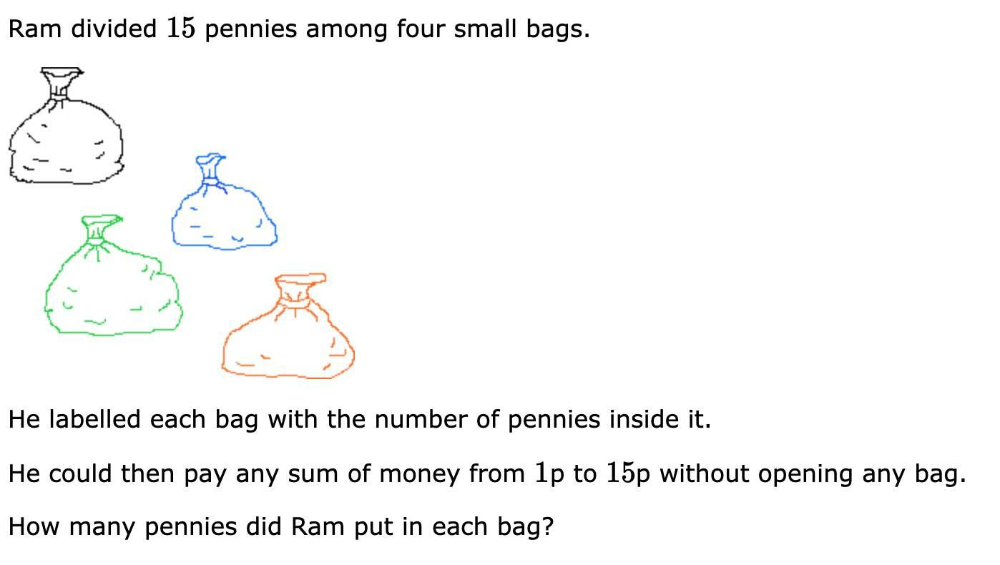 Ram divided 15 pennies among four small bags.
He labelled each bag with the number of pennies inside it.
He could then pay any sum of money from 1p to 15p without opening any bag.
How many pennies did Ram put in each bag?